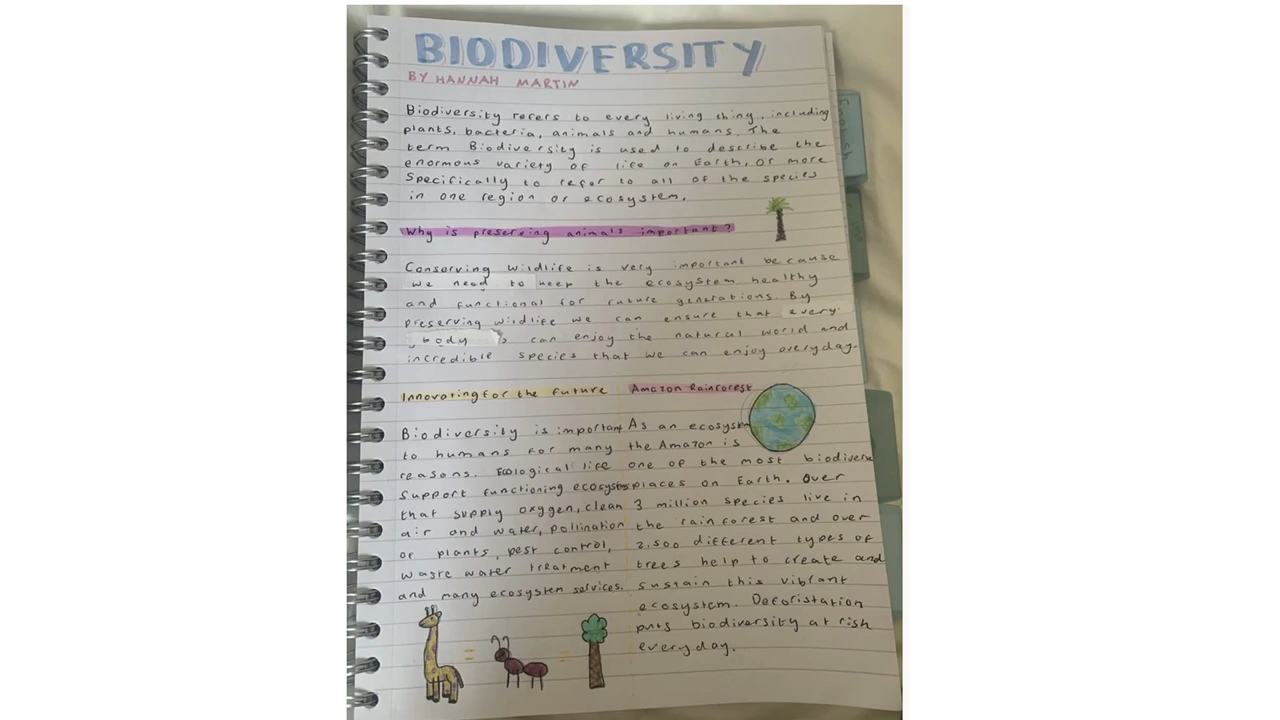 BIODIVERSITY
BY HANNAH MARTIN
Biodiversity refers to every living thing, including
plants, bacteria, animals and humans. The
term Biodiversity is used to describe the
enormous variety of life on Earth, or more
Specifically to refer to all of the species
in one region or ecosystem.
Why is preserving animals important?
Conserving wildlife is very important because
we need to keep the ecosystem healthy
and functional for future generations. By
preserving wildlife we can ensure that every
body can enjoy the natural world and
incredible species that we can enjoy everyday.
Innovating for the future
Biodiversity is important
to humans for many
reasons. Ecological life
support functioning ecosystems
that supply oxygen, clean
air and water, pollination
of plants, pest control,
waste water treatment
and many ecosystem services.
Amazon Rainforest
As an ecosystem
the Amazon is
one of the most biodiverse
places on Earth. Over
3 million species live in
the rainforest and over
2,500 different types of
trees help to create and
sustain this vibrant
ecosystem. Deforistation
puts biodiversity at risk
everyday.
English